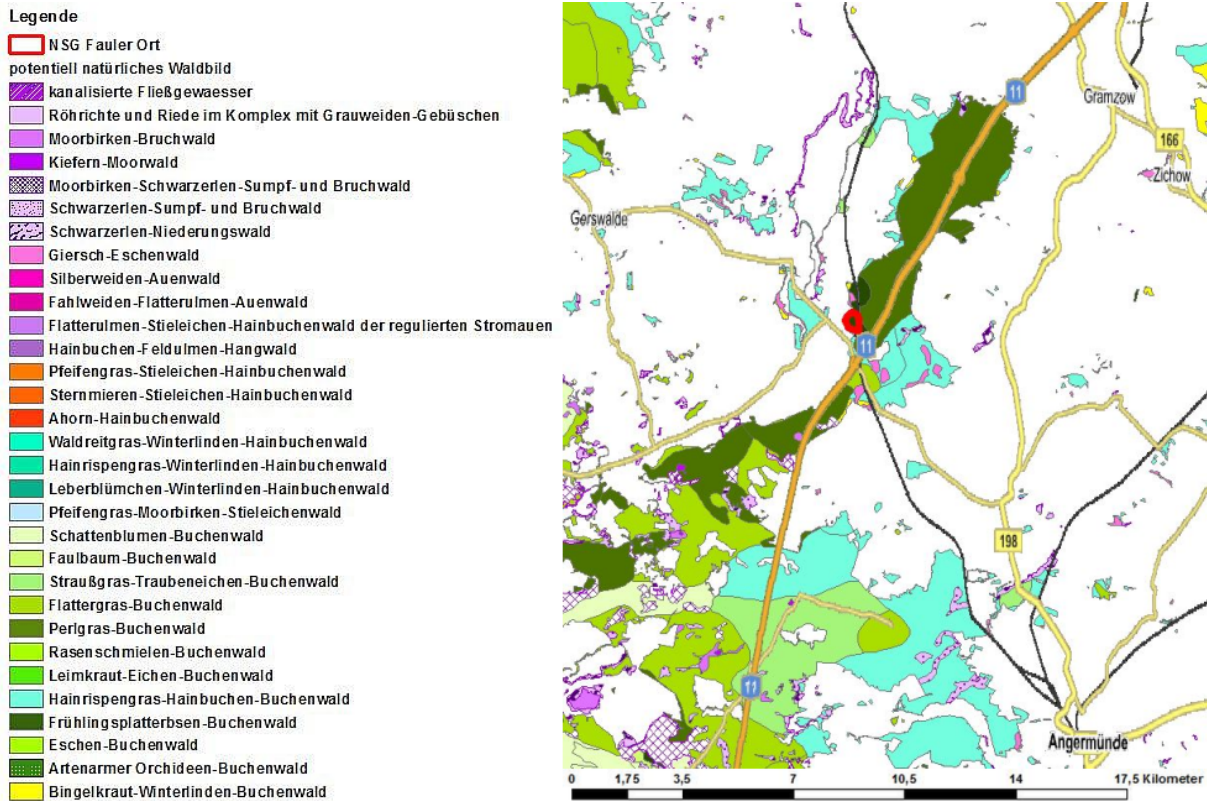 Legende
NSG Fauler Ort
potentiell natürliches Waldbild
kanalisierte Fließgewaesser
Röhrichte und Riede im Komplex mit Grauweiden-Gebüschen
Moorbirken-Bruchwald
Kiefern-Moorwald
Moorbirken-Schwarzerlen-Sumpf- und Bruchwald
Schwarzerlen-Sumpf- und Bruchwald
Schwarzerlen-Niederungswald
Giersch-Eschenwald
Silberweiden-Auenwald
Fahlweiden-Flatterulmen-Auenwald
Flatterulmen-Stieleichen-Hainbuchenwald der regulierten Stromauen
Hainbuchen-Feldulmen-Hangwald
Pfeifengras-Stieleichen-Hainbuchenwald
Sternmieren-Stieleichen-Hainbuchenwald
Ahorn-Hainbuchenwald
Waldreitgras-Winterlinden-Hainbuchenwald
Hainrispengras-Winterlinden-Hainbuchenwald
Leberblümchen-Winterlinden-Hainbuchenwald
Pfeifengras-Moorbirken-Stieleichenwald
Schattenblumen-Buchenwald
Faulbaum-Buchenwald
Straußgras-Traubeneichen-Buchenwald
Flattergras-Buchenwald
Perlgras-Buchenwald
Rasenschmielen-Buchenwald
Leimkraut-Eichen-Buchenwald
Hainrispengras-Hainbuchen-Buchenwald
Frühlingsplatterbsen-Buchenwald
Eschen-Buchenwald
Artenarmer Orchideen-Buchenwald
Bingelkraut-Winterlinden-Buchenwald
11
Gramzow
166
Zichow
Gerswalde
11
198
11
Angermünde
0 1,75 3,5 7 10,5 14 17,5 Kilometer